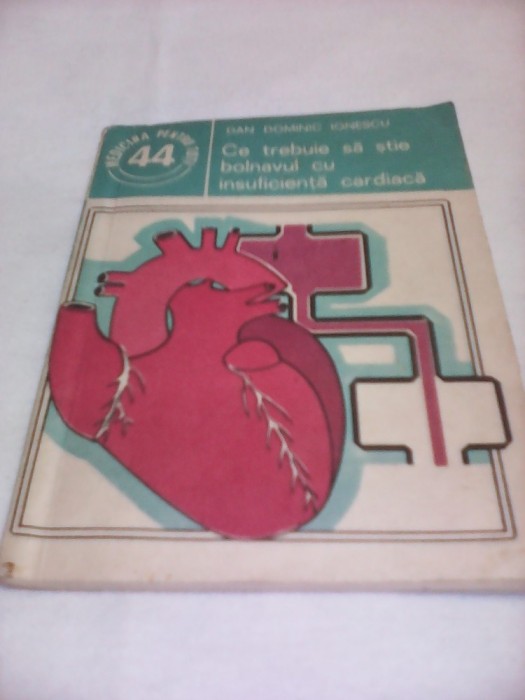 MEDICINA PENTRU TOȚI
44
DAN DOMINIC IONESCU
Ce trebuie să știe
bolnavul cu
insuficiență cardiacă